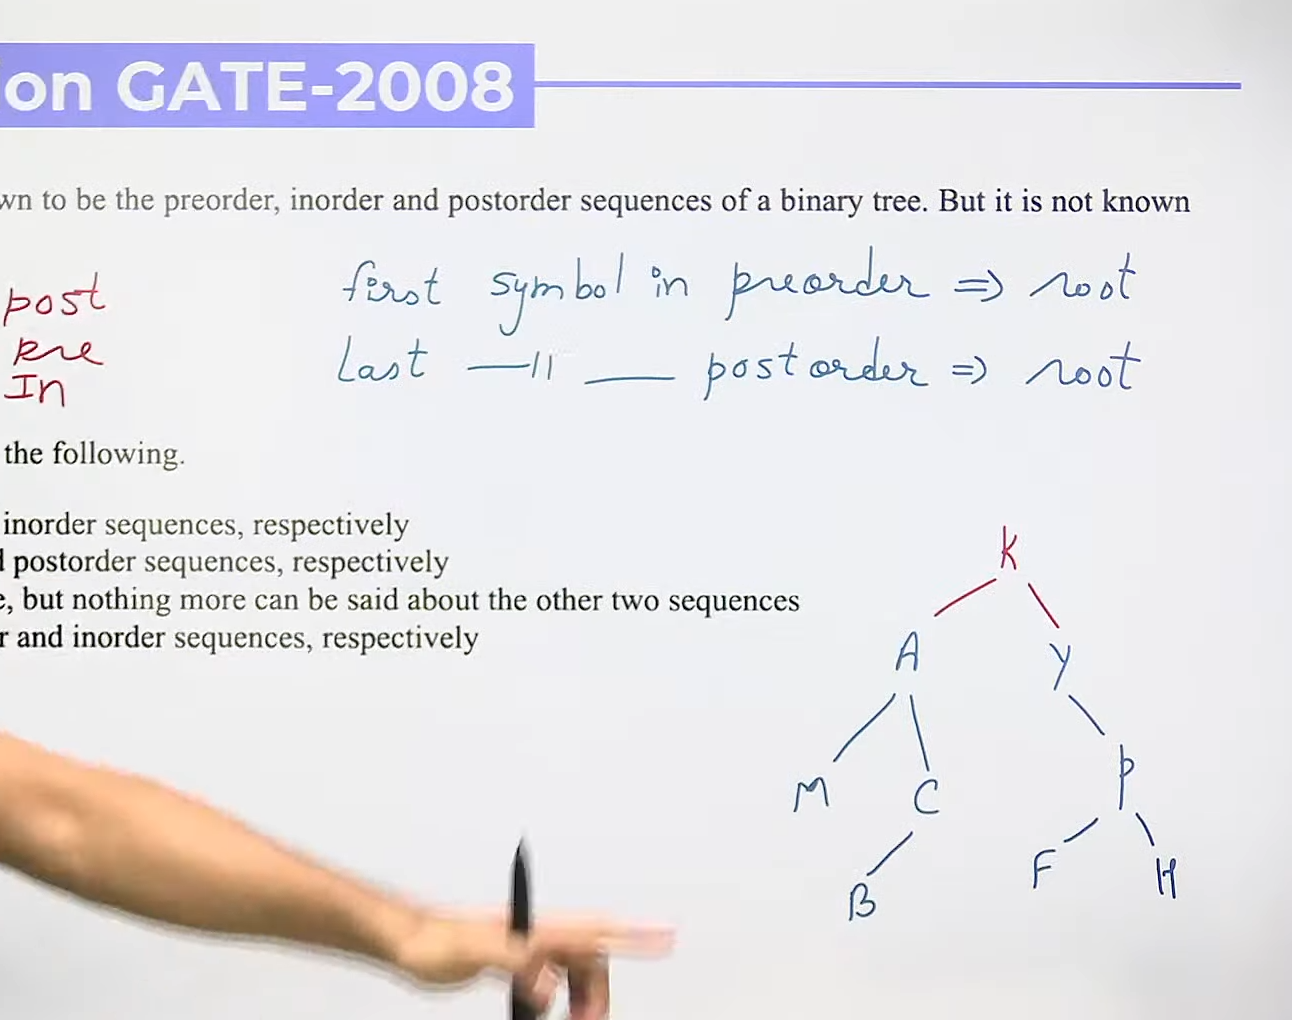 on GATE-2008
wn to be the preorder, inorder and postorder sequences of a binary tree. But it is not known
first symbol in preorder => root
post
Last —11 — postorder => root
Pre
In
the following.
inorder sequences, respectively
l postorder sequences, respectively
e, but nothing more can be said about the other two sequences
r and inorder sequences, respectively
K
A y
M C P
B F H